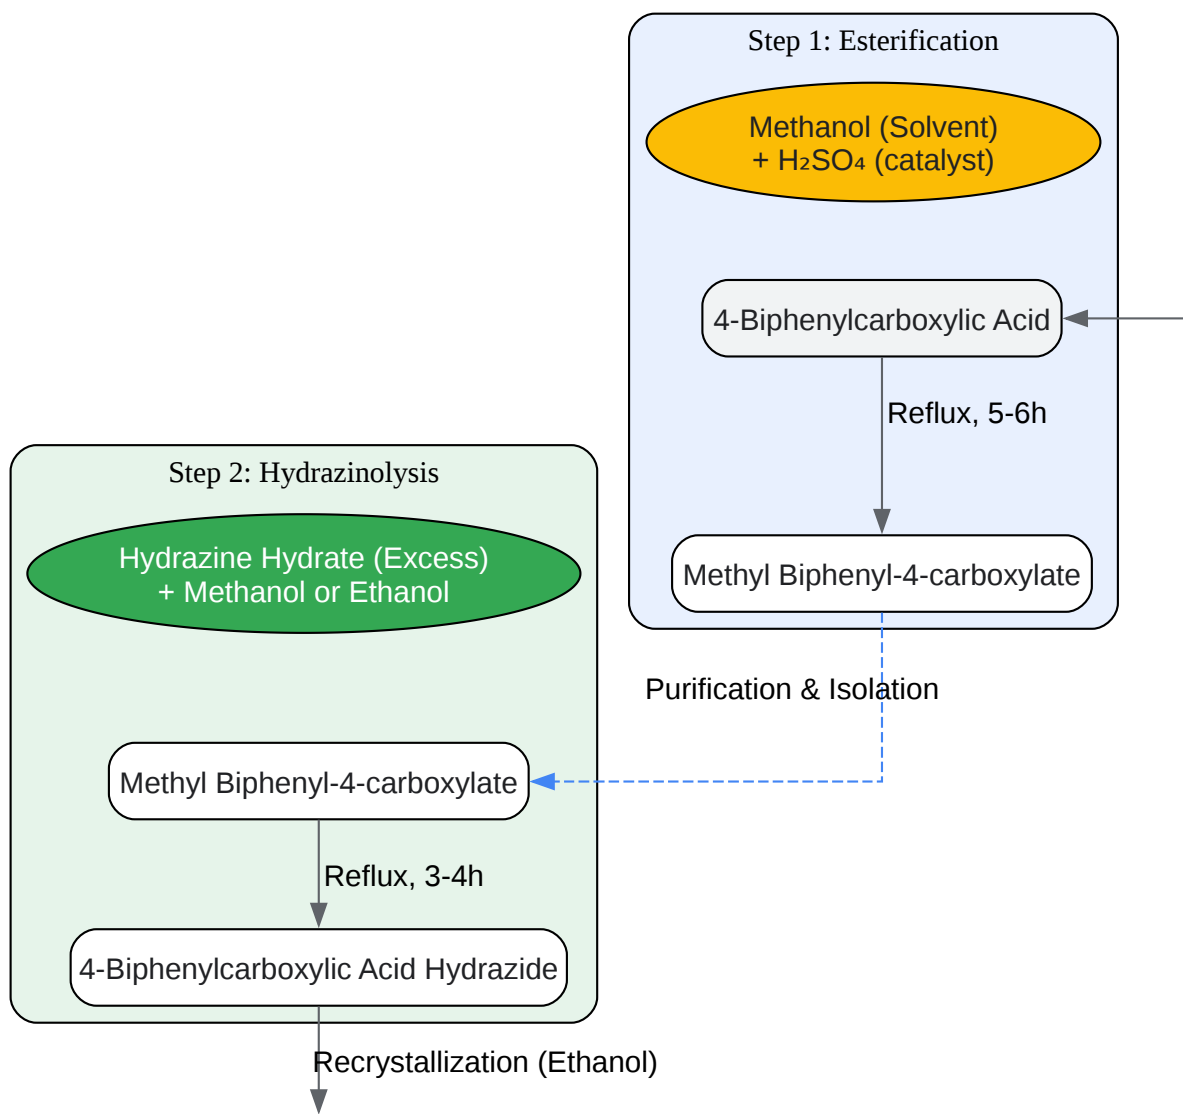 Step 1: Esterification
Methanol (Solvent)
+ H₂SO₄ (catalyst)
4-Biphenylcarboxylic Acid
Reflux, 5-6h
Methyl Biphenyl-4-carboxylate
Purification & Isolation
Step 2: Hydrazinolysis
Hydrazine Hydrate (Excess)
+ Methanol or Ethanol
Methyl Biphenyl-4-carboxylate
Reflux, 3-4h
4-Biphenylcarboxylic Acid Hydrazide
Recrystallization (Ethanol)